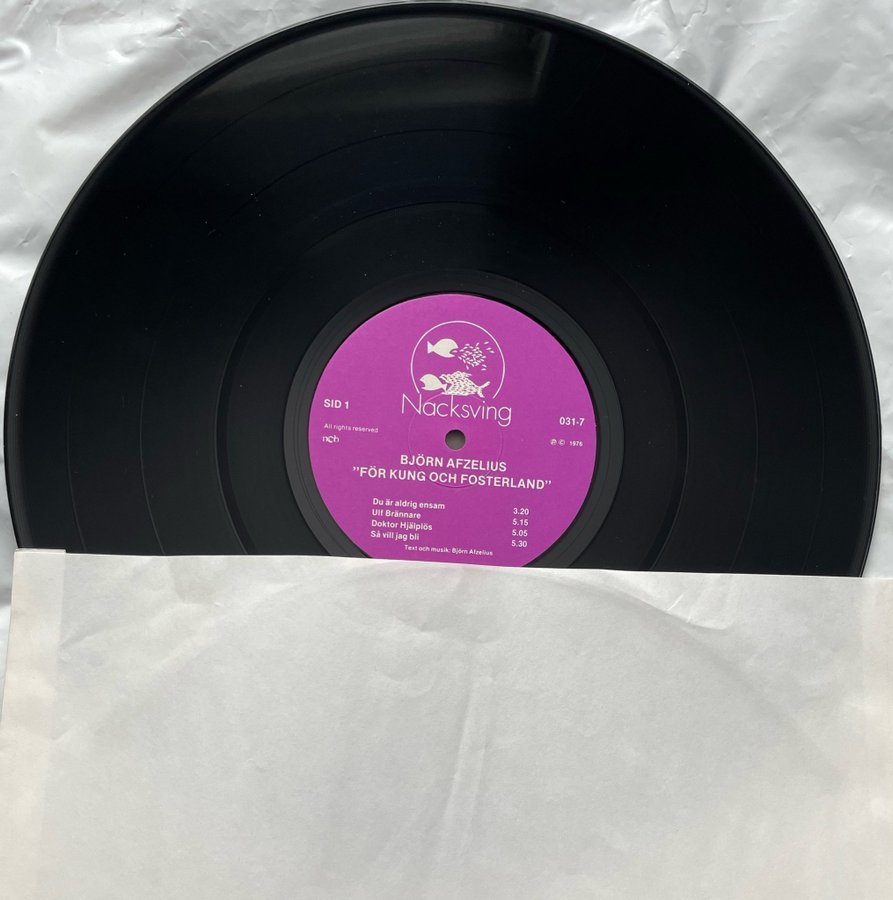 Nacksving
SID 1
031-7
All rights reserved
ncb
Ⓟ © 1976
BJÖRN AFZELIUS
”FÖR KUNG OCH FOSTERLAND”
Du är aldrig ensam 3.20
Ulf Brännare 5.15
Doktor Hjälplös 5.05
Så vill jag bli 5.30
Text och musik: Björn Afzelius